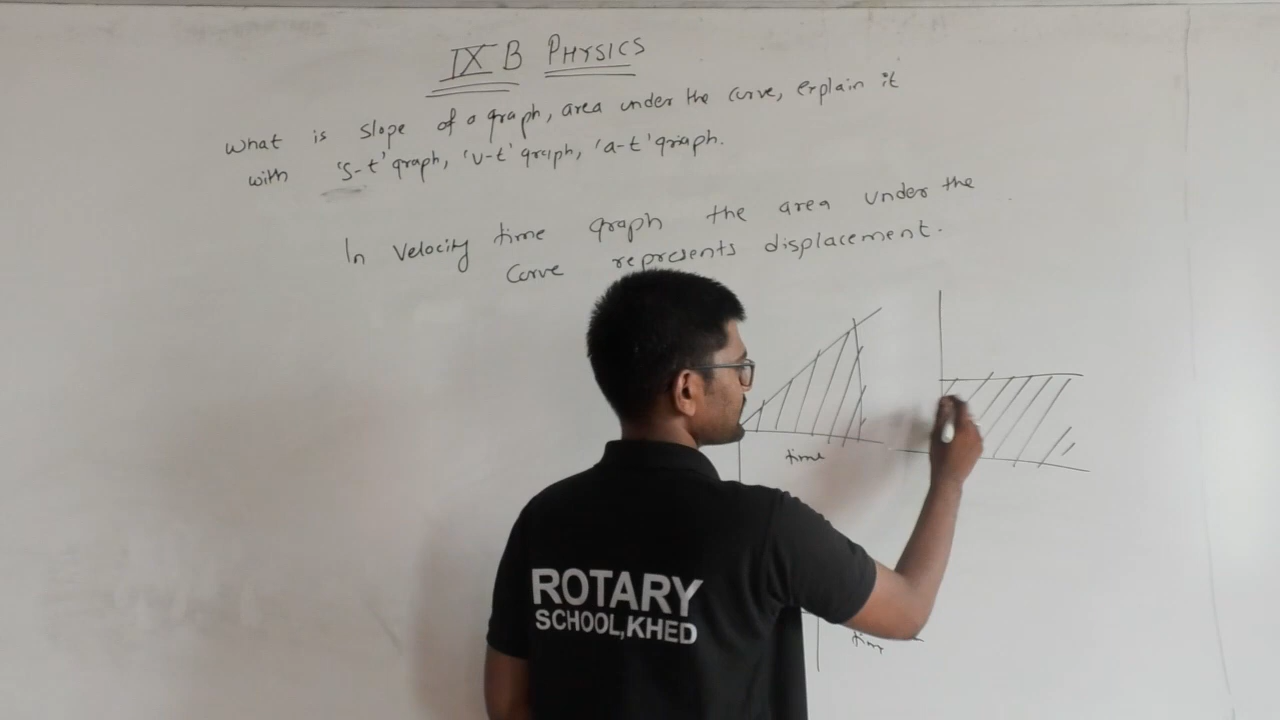 IX B PHYSICS
What is slope of a graph, area under the curve, explain it
with 's-t' graph, 'v-t' graph, 'a-t' graph.
In velocity time graph the area under the
curve represents displacement.
time
time
ROTARY
SCHOOL,KHED